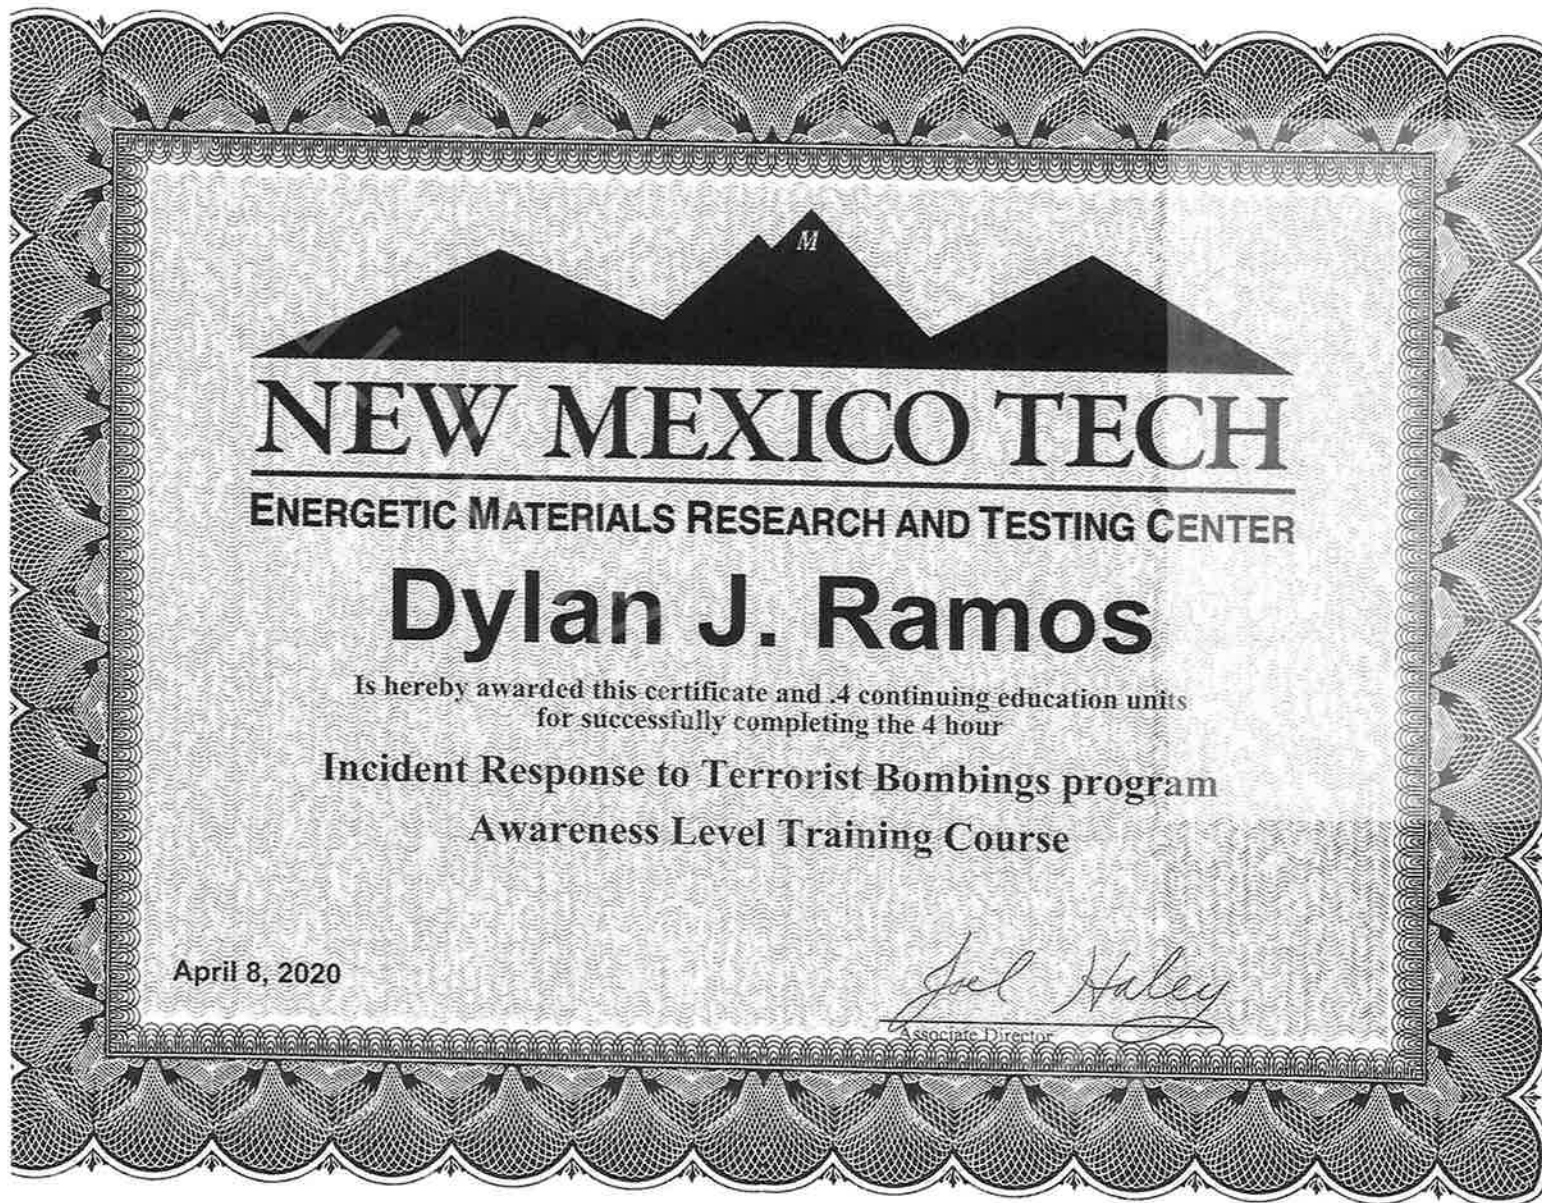 M
NEW MEXICO TECH
ENERGETIC MATERIALS RESEARCH AND TESTING CENTER
Dylan J. Ramos
Is hereby awarded this certificate and .4 continuing education units
for successfully completing the 4 hour
Incident Response to Terrorist Bombings program
Awareness Level Training Course
April 8, 2020
Joel Haley
Associate Director